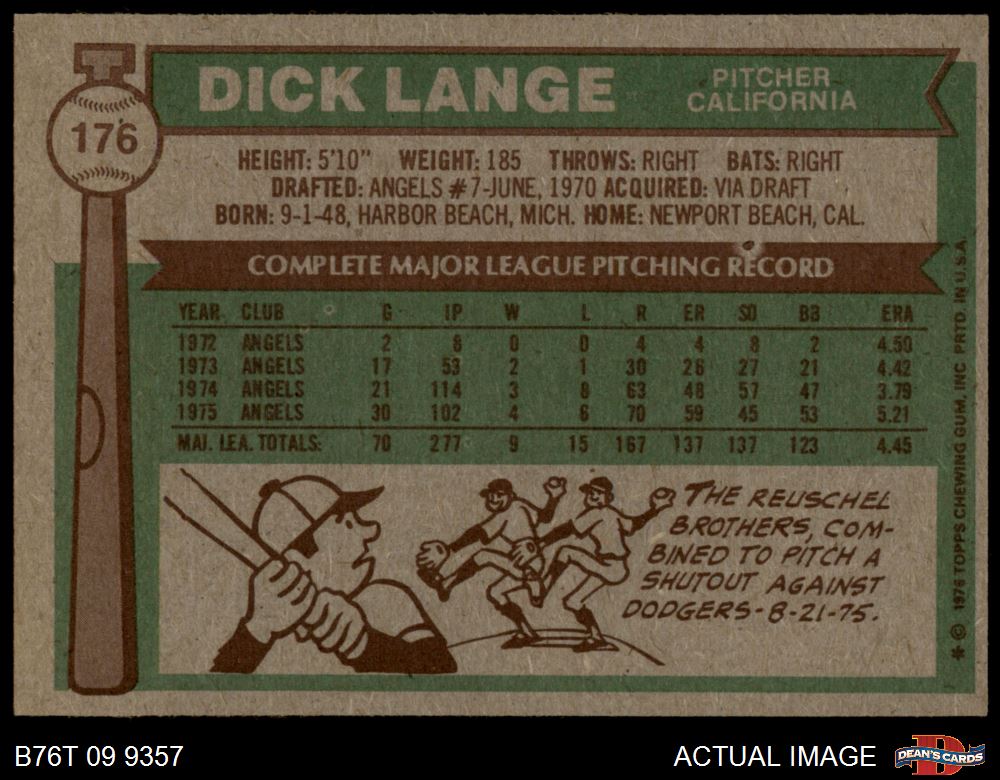 DICK LANGE
PITCHER
CALIFORNIA
176
HEIGHT: 5'10" WEIGHT: 185 THROWS: RIGHT BATS: RIGHT
DRAFTED: ANGELS #7-JUNE, 1970 ACQUIRED: VIA DRAFT
BORN: 9-1-48, HARBOR BEACH, MICH. HOME: NEWPORT BEACH, CAL.
COMPLETE MAJOR LEAGUE PITCHING RECORD
YEAR CLUB G IP W L R ER SO BB ERA
1972 ANGELS 2 8 0 0 4 4 8 2 4.50
1973 ANGELS 17 53 2 1 30 26 27 21 4.42
1974 ANGELS 21 114 3 8 63 48 57 47 3.79
1975 ANGELS 30 102 4 6 70 59 45 53 5.21
MAJ. LEA. TOTALS: 70 277 9 15 167 137 137 123 4.45
THE REUSCHEL
BROTHERS, COM-
BINED TO PITCH A
SHUTOUT AGAINST
DODGERS-8-21-75.
* © 1976 TOPPS CHEWING GUM, INC PRTD. IN U.S.A.
B76T 09 9357
ACTUAL IMAGE
DEAN'S CARDS